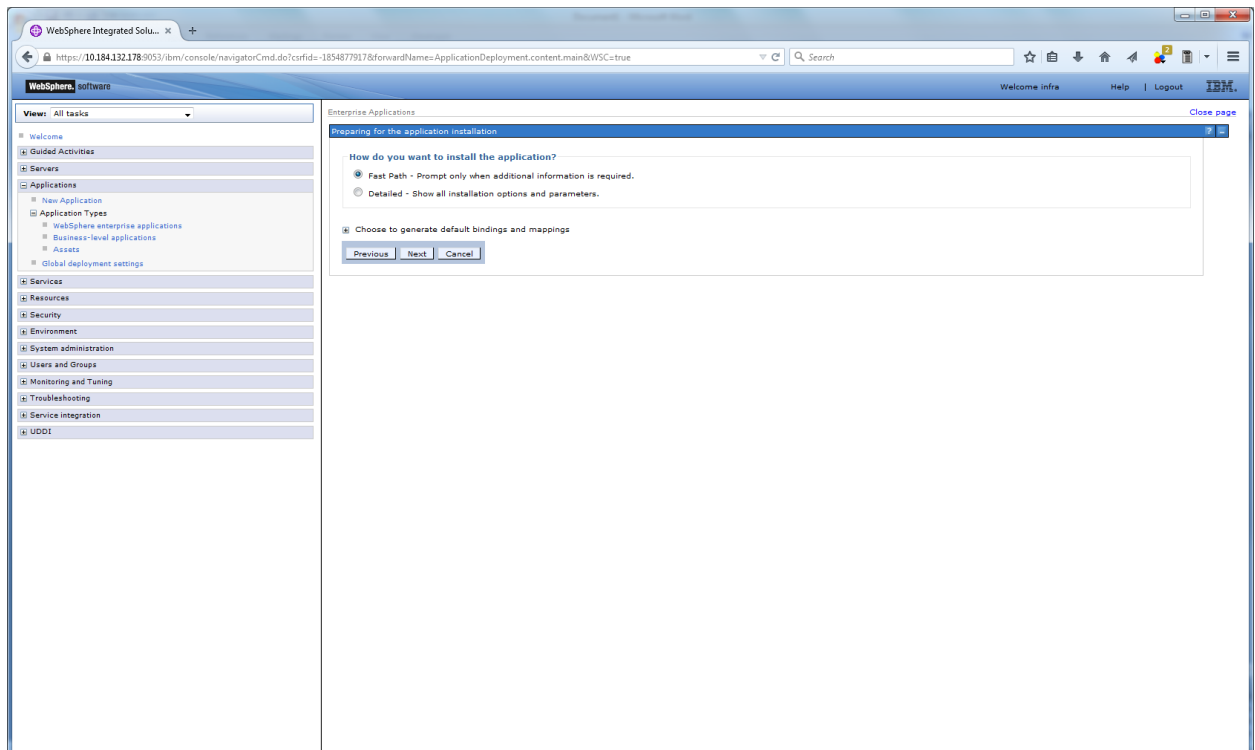 WebSphere Integrated Solu... × +
https://10.184.132.178:9053/ibm/console/navigatorCmd.do?csrfid=-1854877917&forwardName=ApplicationDeployment.content.main&WSC=true
Search
2
WebSphere. software
Welcome infra
Help | Logout
IBM.
View: All tasks
Welcome
Guided Activities
Servers
Applications
New Application
Application Types
WebSphere enterprise applications
Business-level applications
Assets
Global deployment settings
Services
Resources
Security
Environment
System administration
Users and Groups
Monitoring and Tuning
Troubleshooting
Service integration
UDDI
Enterprise Applications
Close page
Preparing for the application installation
? -
How do you want to install the application?
Fast Path - Prompt only when additional information is required.
Detailed - Show all installation options and parameters.
Choose to generate default bindings and mappings
Previous Next Cancel